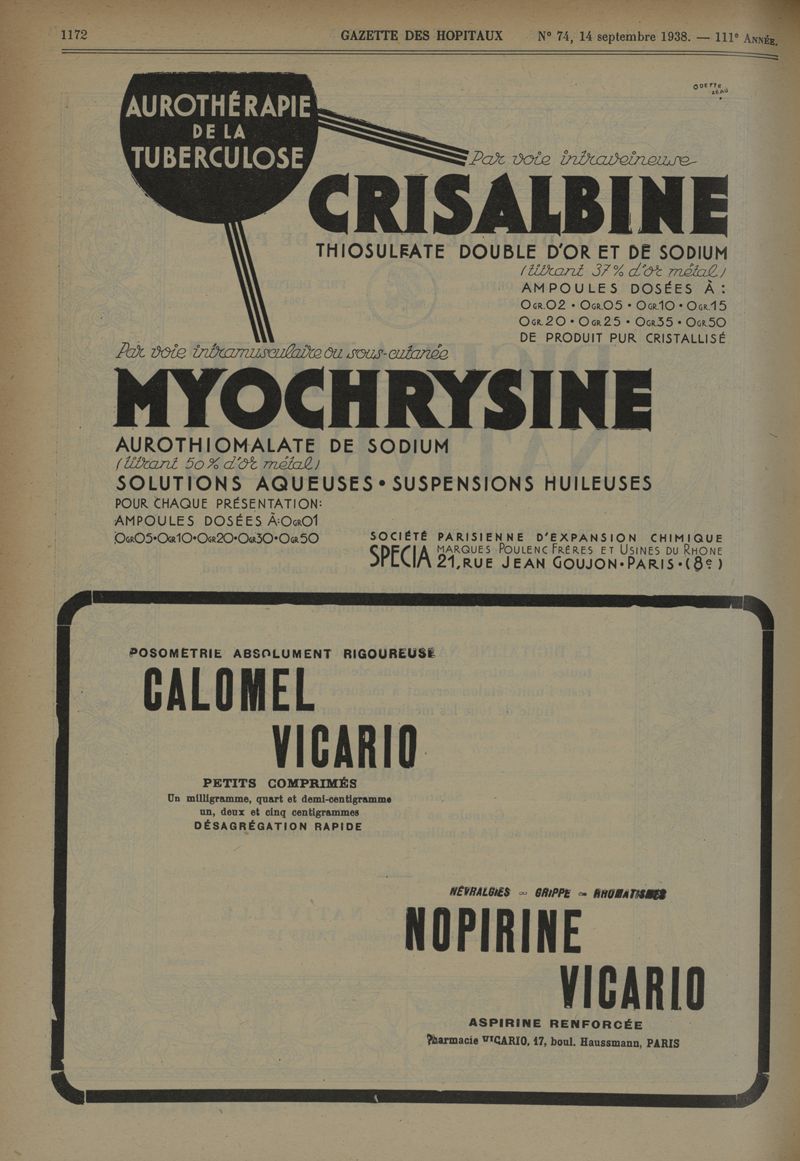 1172 GAZETTE DES HOPITAUX N° 74, 14 septembre 1938. — 111e ANNÉE.
ODETTE
AUROTHÉRAPIE
DE LA
TUBERCULOSE
Par voie intraveineuse
CRISALBINE
THIOSULFATE DOUBLE D'OR ET DE SODIUM
(titrant 37% d'or métal)
AMPOULES DOSÉES À :
0GR.02 • 0GR.05 • 0GR.10 • 0GR.15
0GR.20 • 0GR.25 • 0GR.35 • 0GR.50
DE PRODUIT PUR CRISTALLISÉ
Par voie intramusculaire ou sous-cutanée
MYOCHRYSINE
AUROTHIOMALATE DE SODIUM
(titrant 50% d'or métal)
SOLUTIONS AQUEUSES • SUSPENSIONS HUILEUSES
POUR CHAQUE PRÉSENTATION:
AMPOULES DOSÉES À:0GR01
0GR05•0GR10•0GR20•0GR30•0GR50
SOCIÉTÉ PARISIENNE D'EXPANSION CHIMIQUE
SPECIA MARQUES POULENC FRÈRES ET USINES DU RHÔNE
21, RUE JEAN GOUJON • PARIS • (8e)
POSOMETRIE ABSOLUMENT RIGOUREUSE
CALOMEL
VICARIO
PETITS COMPRIMÉS
Un milligramme, quart et demi-centigramme
un, deux et cinq centigrammes
DÉSAGRÉGATION RAPIDE
NÉVRALGIES — GRIPPE — RHUMATISMES
NOPIRINE
VICARIO
ASPIRINE RENFORCÉE
Pharmacie VICARIO, 17, boul. Haussmann, PARIS